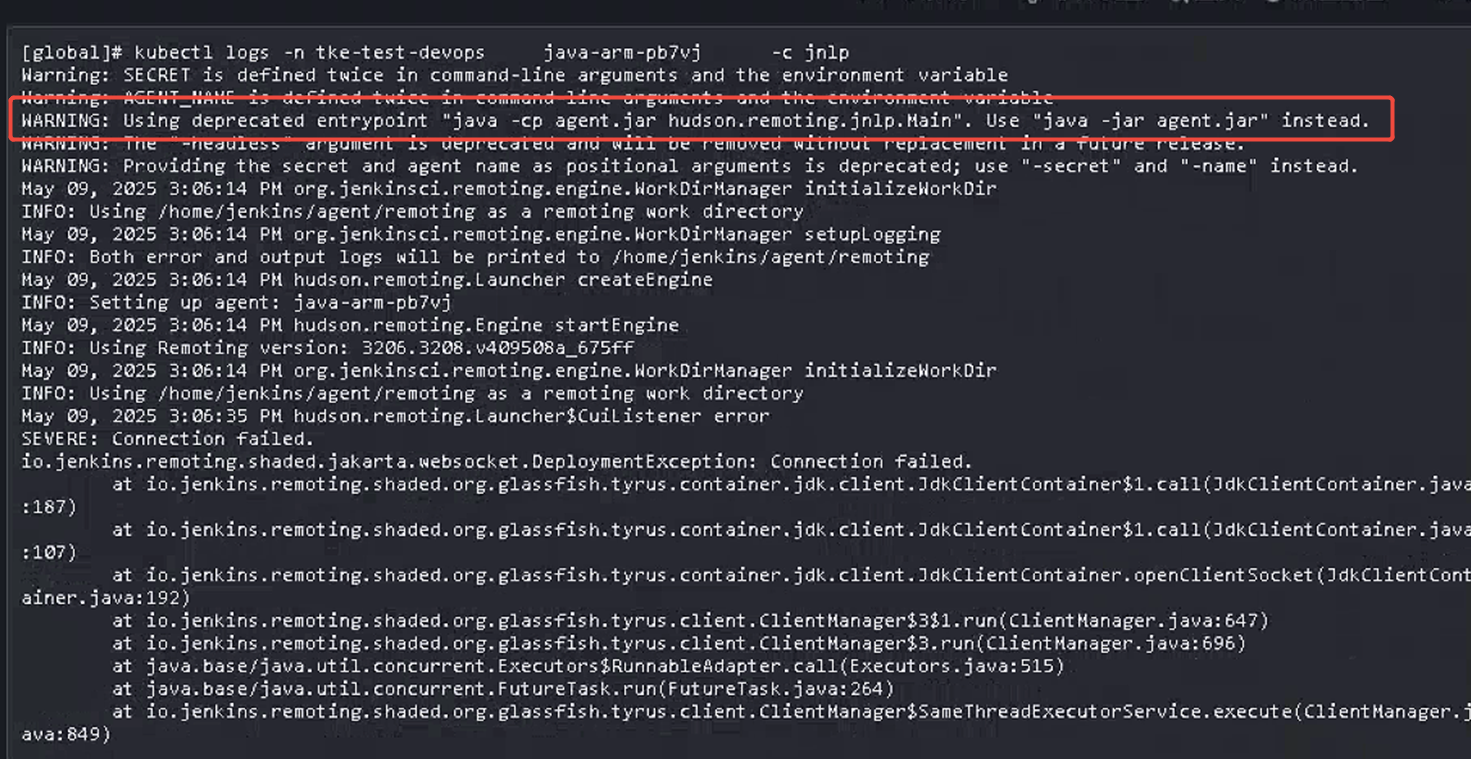 [global]# kubectl logs -n tke-test-devops     java-arm-pb7vj      -c jnlp
Warning: SECRET is defined twice in command-line arguments and the environment variable
Warning: AGENT_NAME is defined twice in command-line arguments and the environment variable
WARNING: Using deprecated entrypoint "java -cp agent.jar hudson.remoting.jnlp.Main". Use "java -jar agent.jar" instead.
WARNING: The "-headless" argument is deprecated and will be removed without replacement in a future release.
WARNING: Providing the secret and agent name as positional arguments is deprecated; use "-secret" and "-name" instead.
May 09, 2025 3:06:14 PM org.jenkinsci.remoting.engine.WorkDirManager initializeWorkDir
INFO: Using /home/jenkins/agent/remoting as a remoting work directory
May 09, 2025 3:06:14 PM org.jenkinsci.remoting.engine.WorkDirManager setupLogging
INFO: Both error and output logs will be printed to /home/jenkins/agent/remoting
May 09, 2025 3:06:14 PM hudson.remoting.Launcher createEngine
INFO: Setting up agent: java-arm-pb7vj
May 09, 2025 3:06:14 PM hudson.remoting.Engine startEngine
INFO: Using Remoting version: 3206.3208.v409508a_675ff
May 09, 2025 3:06:14 PM org.jenkinsci.remoting.engine.WorkDirManager initializeWorkDir
INFO: Using /home/jenkins/agent/remoting as a remoting work directory
May 09, 2025 3:06:35 PM hudson.remoting.Launcher$CuiListener error
SEVERE: Connection failed.
io.jenkins.remoting.shaded.jakarta.websocket.DeploymentException: Connection failed.
        at io.jenkins.remoting.shaded.org.glassfish.tyrus.container.jdk.client.JdkClientContainer$1.call(JdkClientContainer.java
:187)
        at io.jenkins.remoting.shaded.org.glassfish.tyrus.container.jdk.client.JdkClientContainer$1.call(JdkClientContainer.java
:107)
        at io.jenkins.remoting.shaded.org.glassfish.tyrus.container.jdk.client.JdkClientContainer.openClientSocket(JdkClientCont
ainer.java:192)
        at io.jenkins.remoting.shaded.org.glassfish.tyrus.client.ClientManager$3$1.run(ClientManager.java:647)
        at io.jenkins.remoting.shaded.org.glassfish.tyrus.client.ClientManager$3.run(ClientManager.java:696)
        at java.base/java.util.concurrent.Executors$RunnableAdapter.call(Executors.java:515)
        at java.base/java.util.concurrent.FutureTask.run(FutureTask.java:264)
        at io.jenkins.remoting.shaded.org.glassfish.tyrus.client.ClientManager$SameThreadExecutorService.execute(ClientManager.j
ava:849)